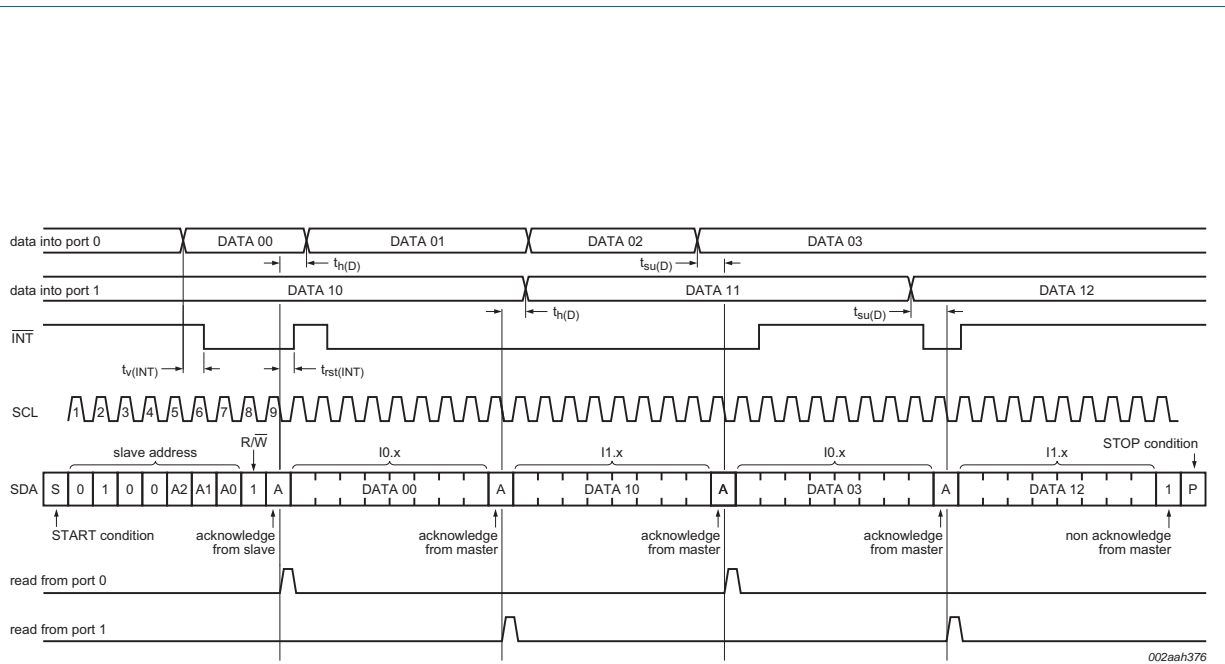 data into port 0 DATA 00 DATA 01 DATA 02 DATA 03
th(D) tsu(D)
data into port 1 DATA 10 DATA 11 DATA 12
th(D) tsu(D)
INT
tv(INT) trst(INT)
SCL 1 2 3 4 5 6 7 8 9
R/W STOP condition
slave address I0.x I1.x I0.x I1.x
SDA S 0 1 0 0 A2 A1 A0 1 A DATA 00 A DATA 10 A DATA 03 A DATA 12 1 P
START condition acknowledge acknowledge acknowledge acknowledge non acknowledge
from slave from master from master from master from master
read from port 0
read from port 1
002aah376